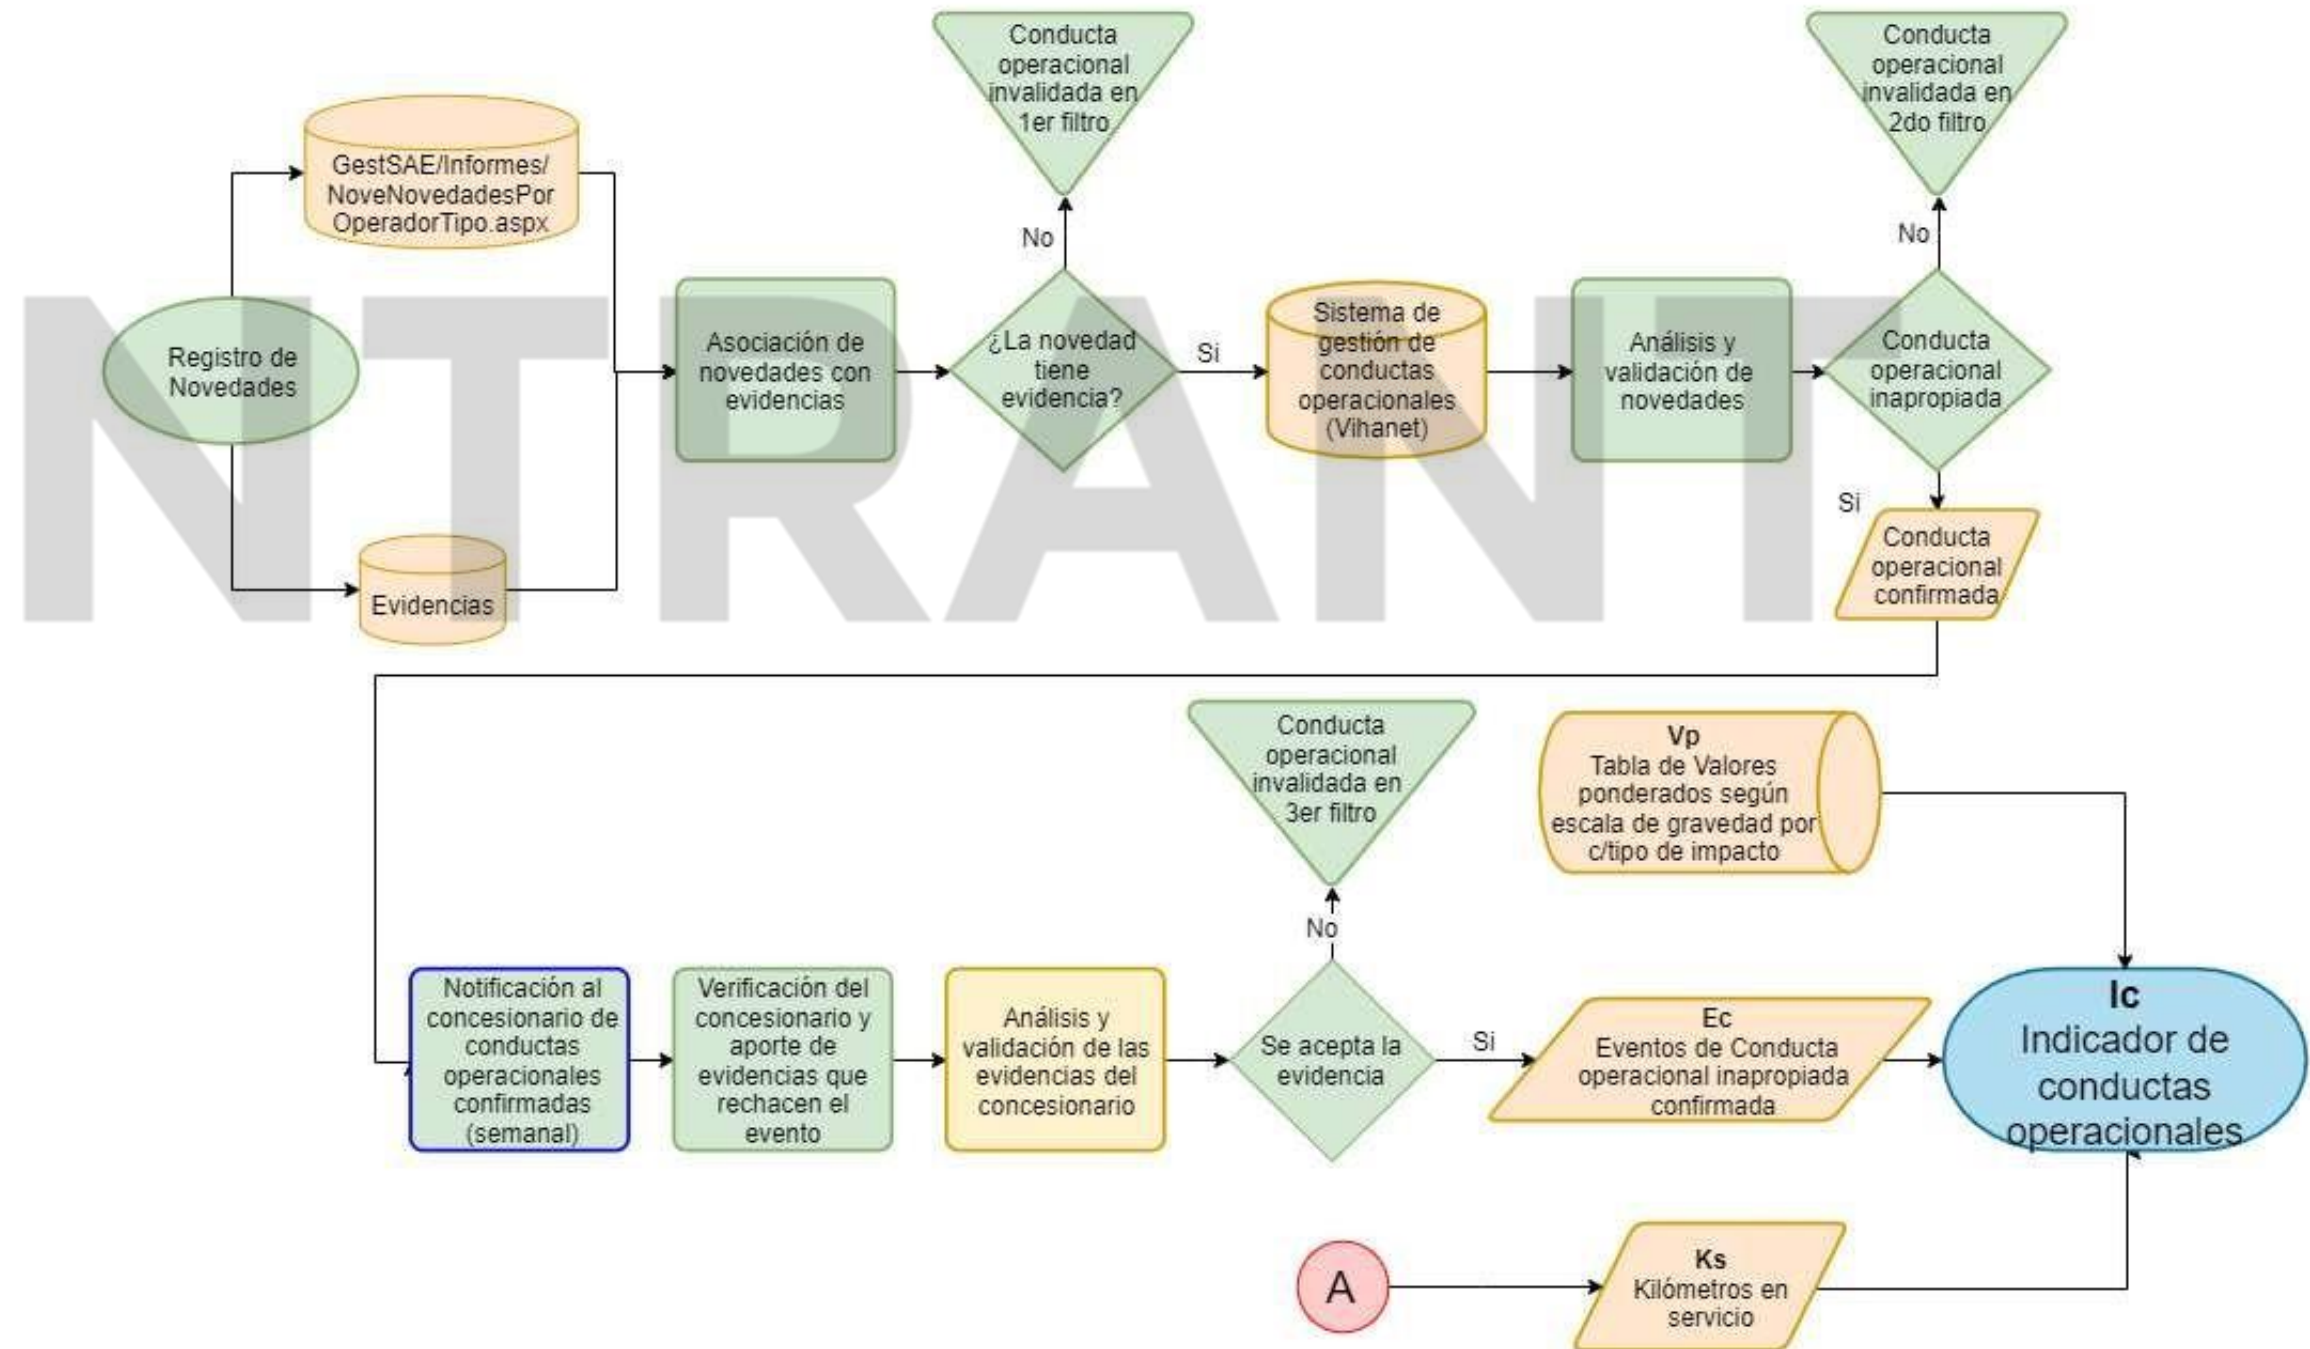 Conducta
operacional
invalidada en
1er filtro
Conducta
operacional
invalidada en
2do filtro
GestSAE/Informes/
NoveNovedadesPor
OperadorTipo.aspx
No
No
Registro de
Novedades
Asociación de
novedades con
evidencias
¿La novedad
tiene
evidencia?
Si
Sistema de
gestión de
conductas
operacionales
(Vihanet)
Análisis y
validación de
novedades
Conducta
operacional
inapropiada
NTRANT
Si
Evidencias
Conducta
operacional
confirmada
Conducta
operacional
invalidada en
3er filtro
Vp
Tabla de Valores
ponderados según
escala de gravedad por
c/tipo de impacto
No
Notificación al
concesionario de
conductas
operacionales
confirmadas
(semanal)
Verificación del
concesionario y
aporte de
evidencias que
rechacen el
evento
Análisis y
validación de las
evidencias del
concesionario
Se acepta la
evidencia
Si
Ec
Eventos de Conducta
operacional inapropiada
confirmada
Ic
Indicador de
conductas
operacionales
A
Ks
Kilómetros en
servicio